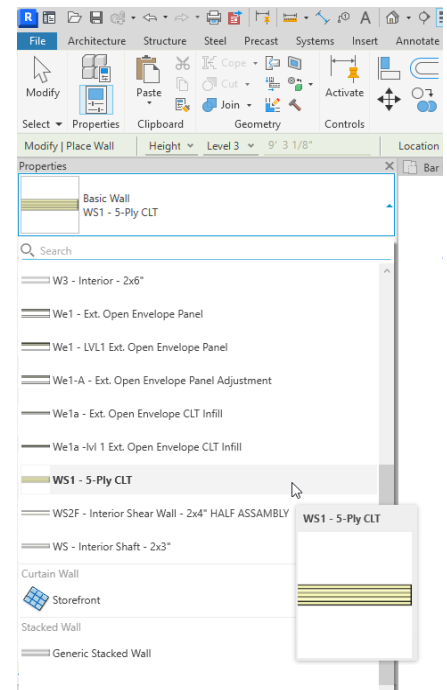 R
File Architecture Structure Steel Precast Systems Insert Annotate
Cope
Modify Paste Cut Activate
Join
Select Properties Clipboard Geometry Controls
Modify | Place Wall Height Level 3 9' 3 1/8" Location
Properties Bar
Basic Wall
WS1 - 5-Ply CLT
Search
W3 - Interior - 2x6"
We1 - Ext. Open Envelope Panel
We1 - LVL1 Ext. Open Envelope Panel
We1-A - Ext. Open Envelope Panel Adjustment
We1a - Ext. Open Envelope CLT Infill
We1a -lvl 1 Ext. Open Envelope CLT Infill
WS1 - 5-Ply CLT
WS2F - Interior Shear Wall - 2x4" HALF ASSAMBLY
WS1 - 5-Ply CLT
WS - Interior Shaft - 2x3"
Curtain Wall
Storefront
Stacked Wall
Generic Stacked Wall